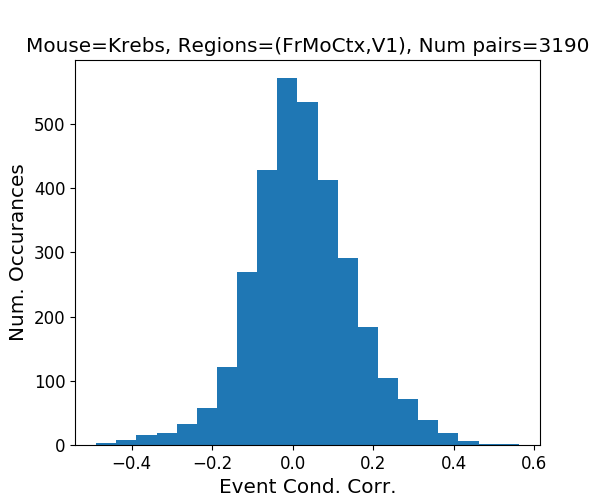 Mouse=Krebs, Regions=(FrMoCtx,V1), Num pairs=3190
Num. Occurances
500
400
300
200
100
0
−0.4 −0.2 0.0 0.2 0.4 0.6
Event Cond. Corr.